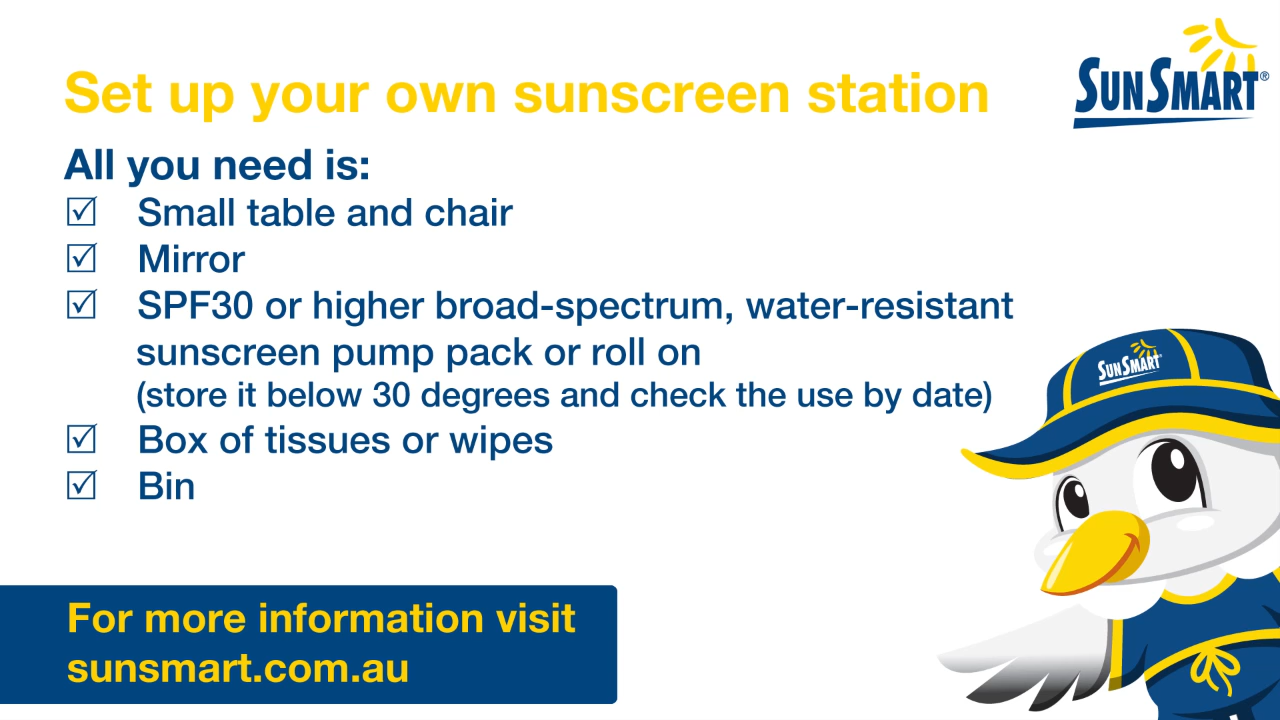 SUNSMART®
Set up your own sunscreen station
All you need is:
☑ Small table and chair
☑ Mirror
☑ SPF30 or higher broad-spectrum, water-resistant
sunscreen pump pack or roll on
(store it below 30 degrees and check the use by date)
☑ Box of tissues or wipes
☑ Bin
SUNSMART
For more information visit
sunsmart.com.au